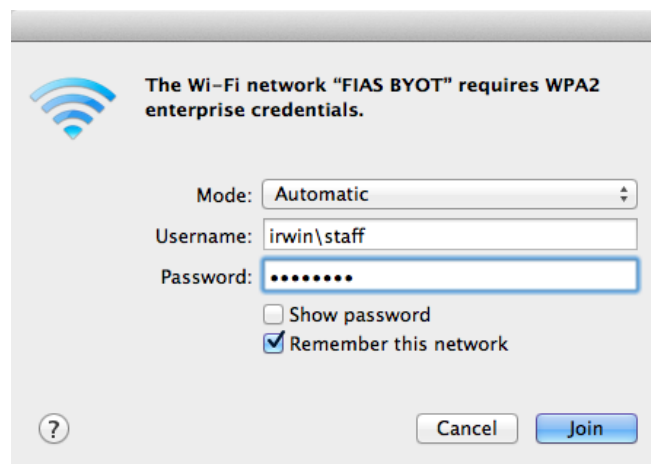 The Wi-Fi network “FIAS BYOT” requires WPA2
enterprise credentials.
Mode: Automatic
Username: irwin\staff
Password: ••••••••
Show password
Remember this network
? Cancel Join